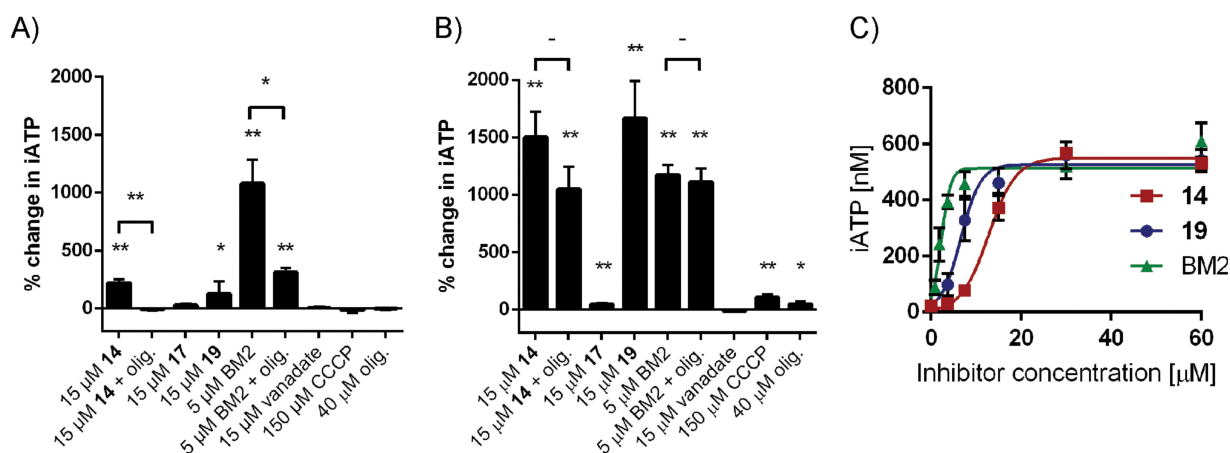 A)
% change in iATP
2000
1500
1000
500
0
**
**
*
*
**
**
15 µM 14
15 µM 14 + olig.
15 µM 17
15 µM 19
5 µM BM2
5 µM BM2 + olig.
15 µM vanadate
150 µM CCCP
40 µM olig.
B)
% change in iATP
2000
1500
1000
500
0
-
-
**
**
**
**
**
**
**
*
15 µM 14
15 µM 14 + olig.
15 µM 17
15 µM 19
5 µM BM2
5 µM BM2 + olig.
15 µM vanadate
150 µM CCCP
40 µM olig.
C)
iATP [nM]
800
600
400
200
0
0 20 40 60
Inhibitor concentration [µM]
14
19
BM2